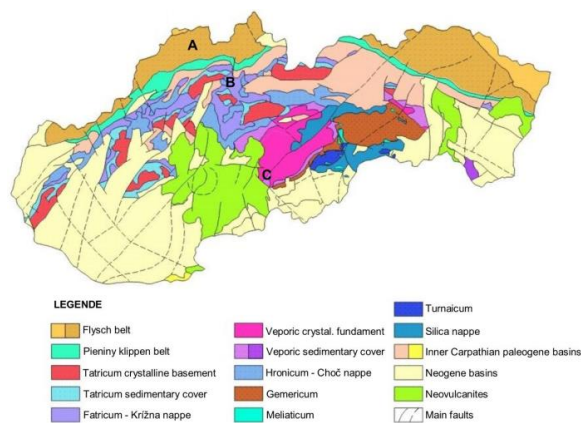 A
B
C
LEGENDE
Flysch belt
Pieniny klippen belt
Tatricum crystalline basement
Tatricum sedimentary cover
Fatricum - Krížna nappe
Veporic crystal. fundament
Veporic sedimentary cover
Hronicum - Choč nappe
Gemericum
Meliaticum
Turnaicum
Silica nappe
Inner Carpathian paleogene basins
Neogene basins
Neovulcanites
Main faults